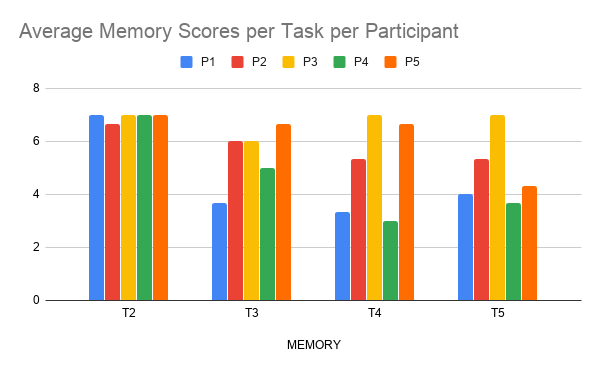 Average Memory Scores per Task per Participant
P1 P2 P3 P4 P5
8
6
4
2
0
T2 T3 T4 T5
MEMORY